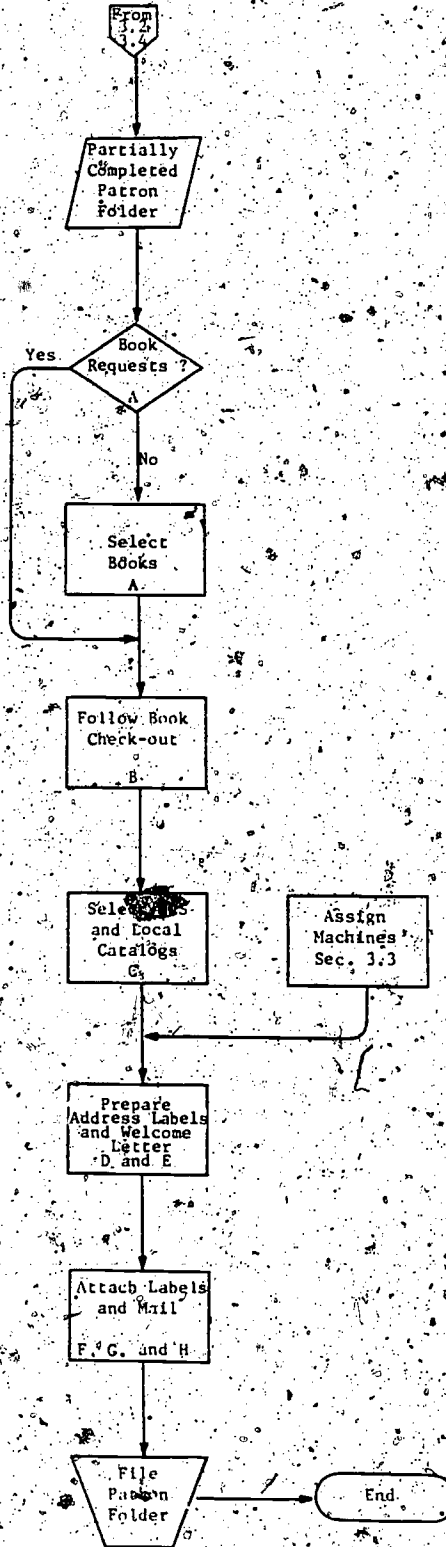 From
3.2
3.4
Partially
Completed
Patron
Folder
Book
Yes
Requests ?
A
No
Select
Books
A
Follow Book
Check-out
B
and Local
Catalogs
C
Assign
Machines
Sec. 3.3
Prepare
Address Labels
and Welcome
Letter
D and E
Attach Labels
and Mail
F. G. and H
File
Patron
Folder
End